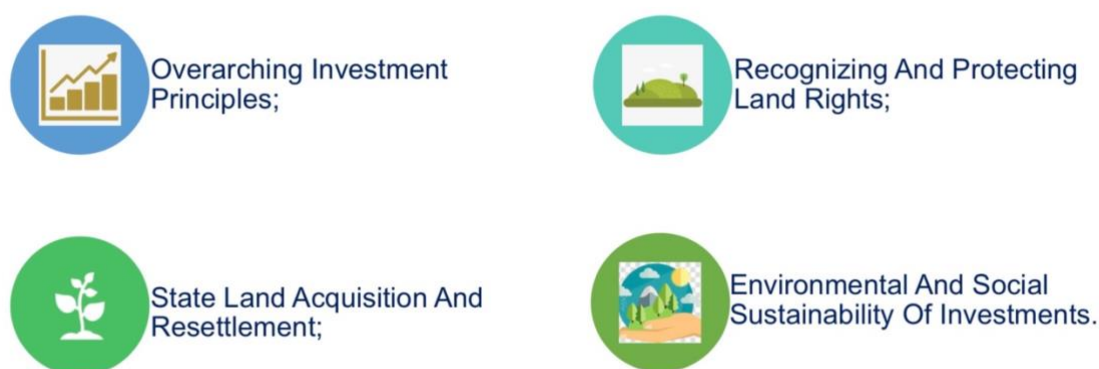 Overarching Investment
Principles;
Recognizing And Protecting
Land Rights;
State Land Acquisition And
Resettlement;
Environmental And Social
Sustainability Of Investments.